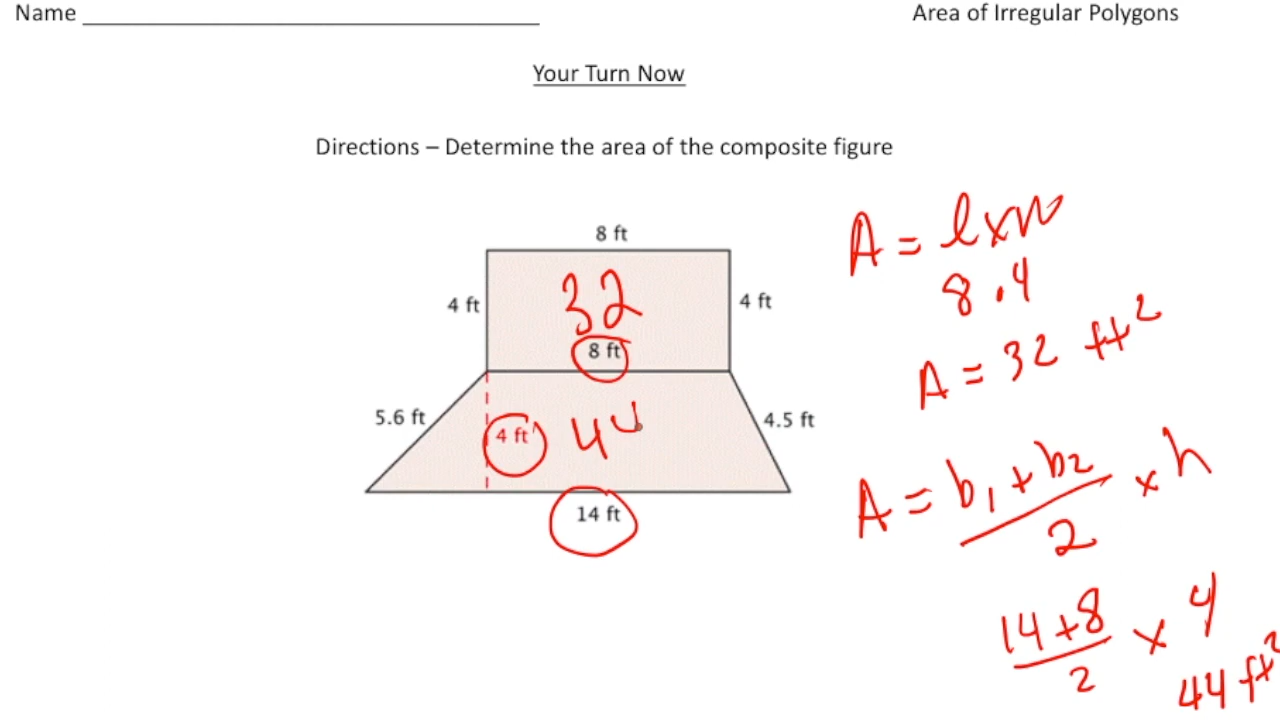 Name ____________________ Area of Irregular Polygons
Your Turn Now
Directions – Determine the area of the composite figure
8 ft
4 ft
32
4 ft
8 ft
5.6 ft
4 ft
44
4.5 ft
14 ft
A = l x w
8 . 4
A = 32 ft²
A = b₁ + b₂ / 2 x h
14 + 8 / 2 x 4
44 ft²